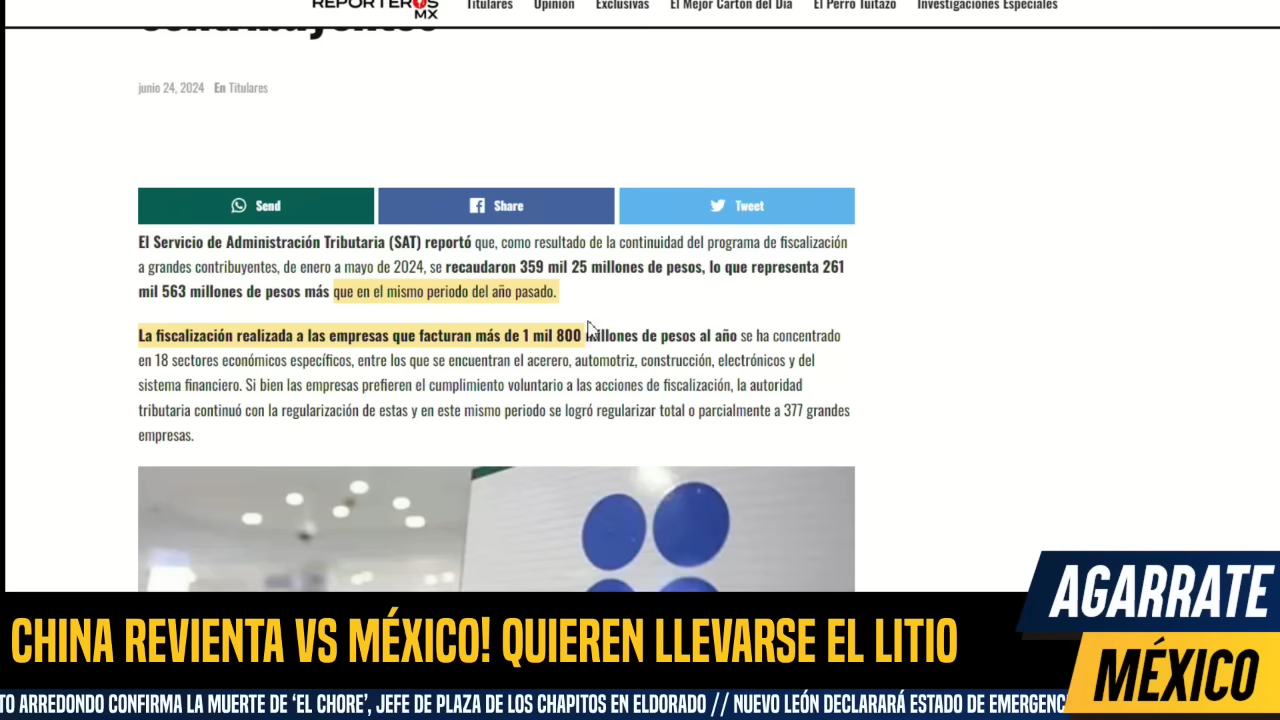 REPORTEROS
MX
Titulares Opinión Exclusivas El Mejor Cartón del Día El Perro Tuitazo Investigaciones Especiales
contribuyentes
junio 24, 2024 En Titulares
Send Share Tweet
El Servicio de Administración Tributaria (SAT) reportó que, como resultado de la continuidad del programa de fiscalización
a grandes contribuyentes, de enero a mayo de 2024, se recaudaron 359 mil 25 millones de pesos, lo que representa 261
mil 563 millones de pesos más que en el mismo periodo del año pasado.
La fiscalización realizada a las empresas que facturan más de 1 mil 800 millones de pesos al año se ha concentrado
en 18 sectores económicos específicos, entre los que se encuentran el acerero, automotriz, construcción, electrónicos y del
sistema financiero. Si bien las empresas prefieren el cumplimiento voluntario a las acciones de fiscalización, la autoridad
tributaria continuó con la regularización de estas y en este mismo periodo se logró regularizar total o parcialmente a 377 grandes
empresas.
AGARRATE
MÉXICO
CHINA REVIENTA VS MÉXICO! QUIEREN LLEVARSE EL LITIO
TO ARREDONDO CONFIRMA LA MUERTE DE ‘EL CHORE’, JEFE DE PLAZA DE LOS CHAPITOS EN ELDORADO // NUEVO LEÓN DECLARARÁ ESTADO DE EMERGENC